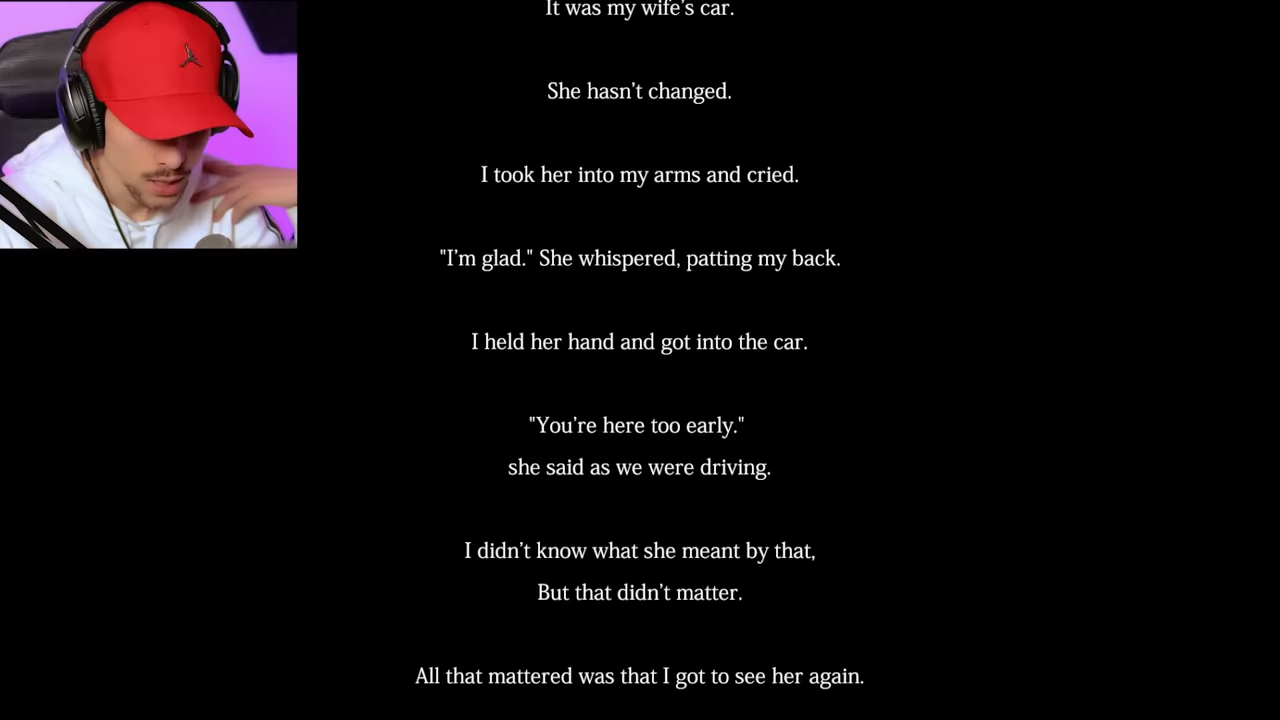 It was my wife's car.
She hasn't changed.
I took her into my arms and cried.
"I'm glad." She whispered, patting my back.
I held her hand and got into the car.
"You're here too early."
she said as we were driving.
I didn't know what she meant by that,
But that didn't matter.
All that mattered was that I got to see her again.